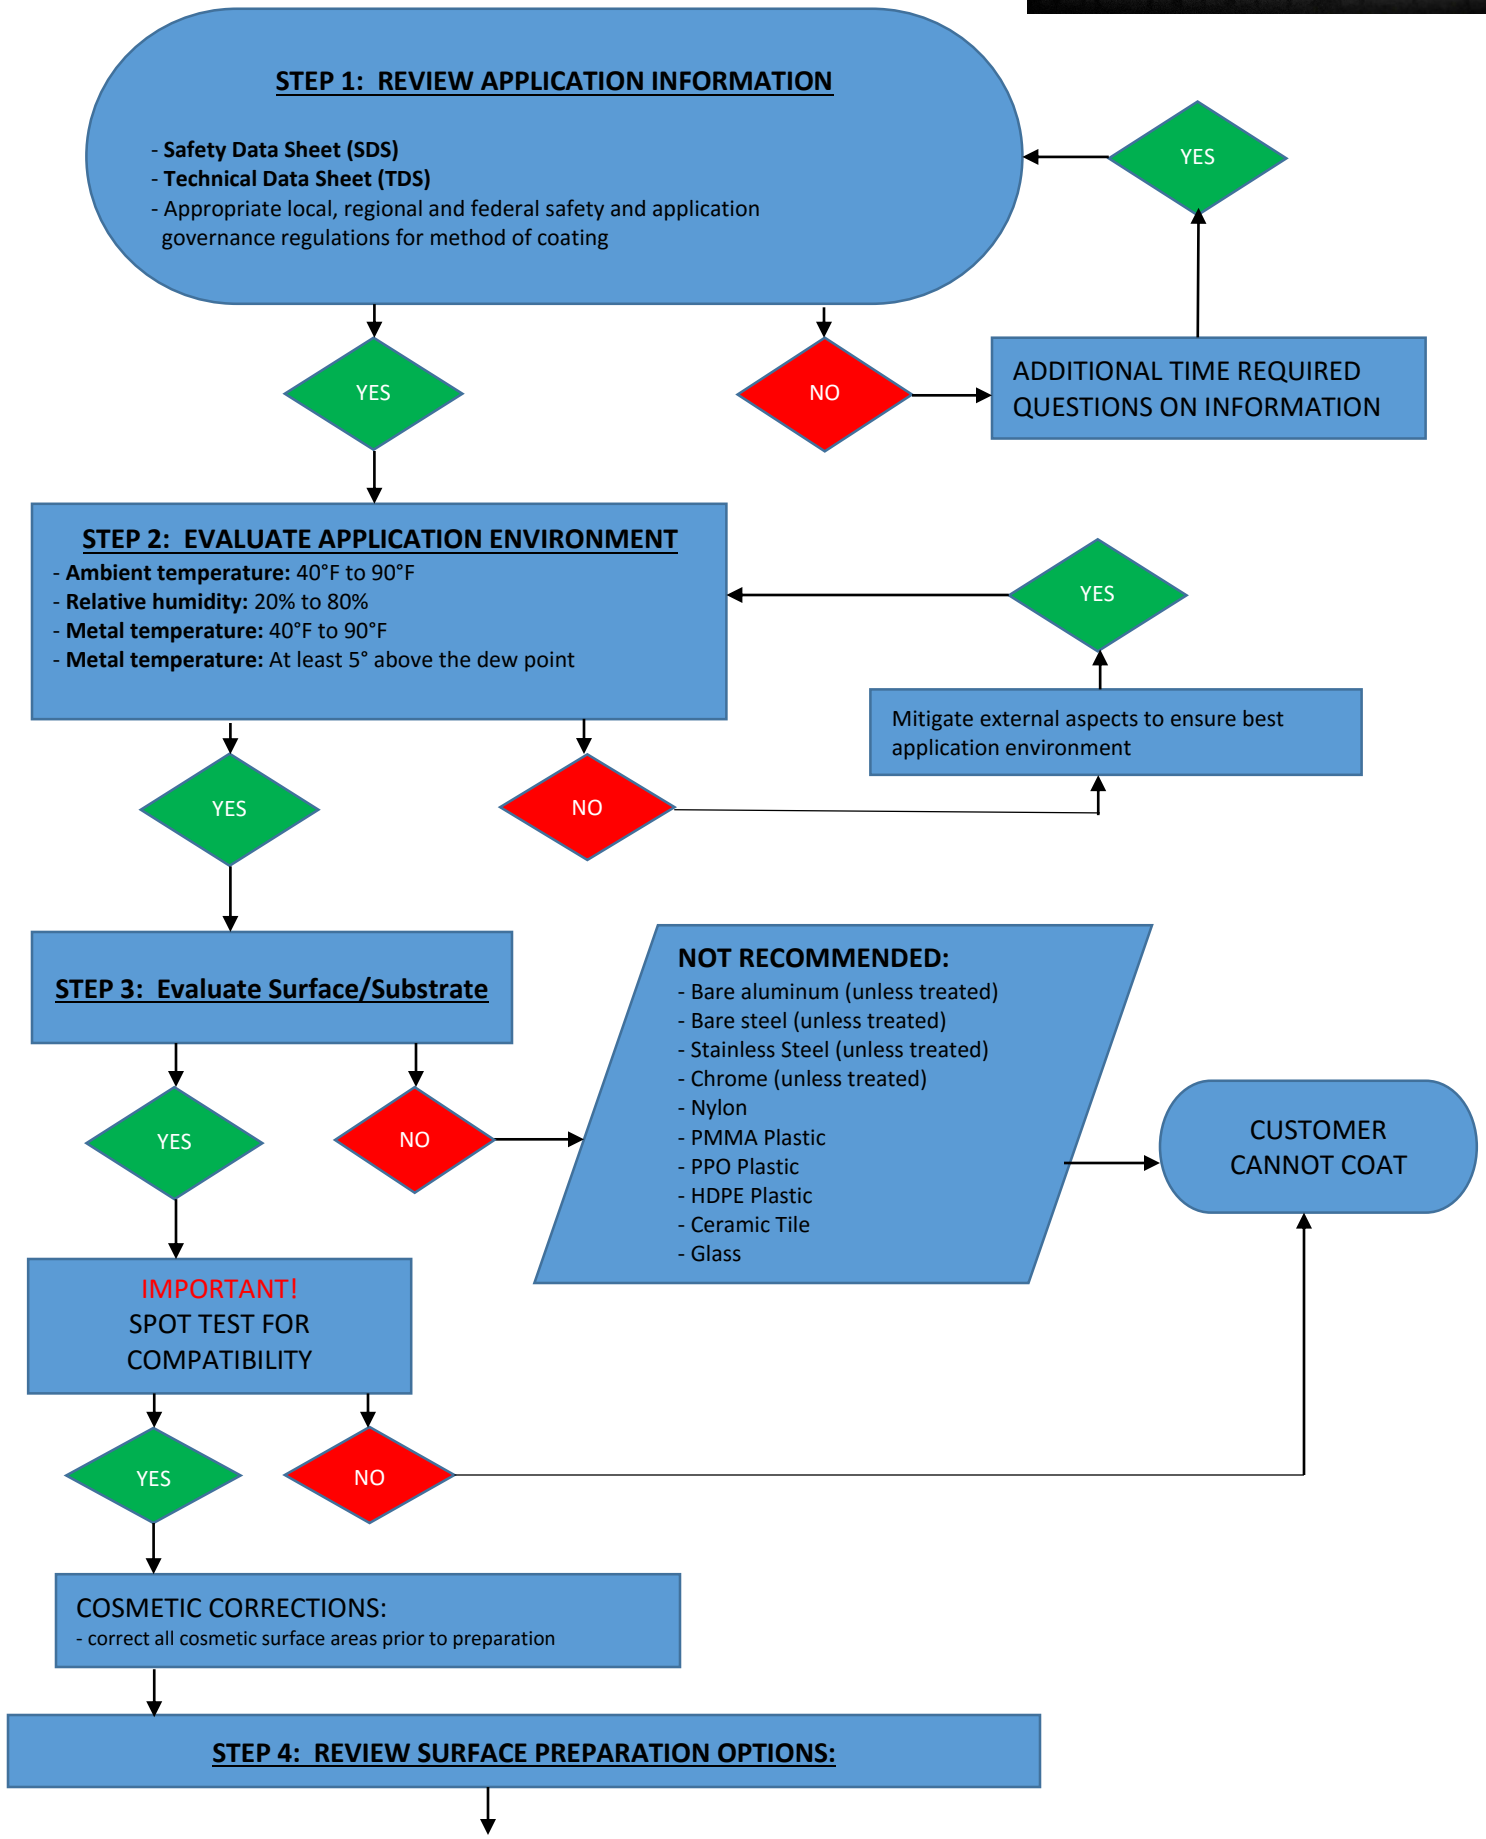 STEP 1:  REVIEW APPLICATION INFORMATION
- Safety Data Sheet (SDS)
- Technical Data Sheet (TDS)
- Appropriate local, regional and federal safety and application
governance regulations for method of coating
YES
YES
NO
ADDITIONAL TIME REQUIRED
QUESTIONS ON INFORMATION
STEP 2:  EVALUATE APPLICATION ENVIRONMENT
- Ambient temperature: 40°F to 90°F
- Relative humidity: 20% to 80%
- Metal temperature: 40°F to 90°F
- Metal temperature: At least 5° above the dew point
YES
Mitigate external aspects to ensure best
application environment
YES
NO
STEP 3:  Evaluate Surface/Substrate
NOT RECOMMENDED:
- Bare aluminum (unless treated)
- Bare steel (unless treated)
- Stainless Steel (unless treated)
- Chrome (unless treated)
- Nylon
- PMMA Plastic
- PPO Plastic
- HDPE Plastic
- Ceramic Tile
- Glass
YES
NO
CUSTOMER
CANNOT COAT
IMPORTANT!
SPOT TEST FOR
COMPATIBILITY
YES
NO
COSMETIC CORRECTIONS:
- correct all cosmetic surface areas prior to preparation
STEP 4:  REVIEW SURFACE PREPARATION OPTIONS: